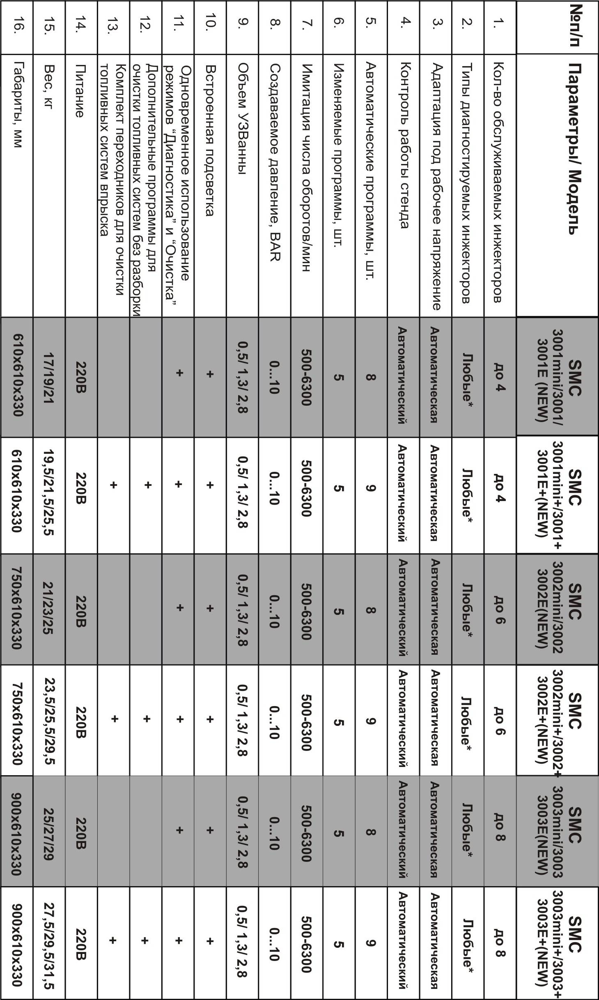 №п/п Параметры/ Модель SMC 3001mini/3001/ 3001E (NEW) SMC 3001mini+/3001+ 3001E+(NEW) SMC 3002mini/3002 3002E(NEW) SMC 3002mini+/3002+ 3002E+(NEW) SMC 3003mini/3003 3003E(NEW) SMC 3003mini+/3003+ 3003E+(NEW)
1. Кол-во обслуживаемых инжекторов до 4 до 4 до 6 до 6 до 8 до 8
2. Типы диагностируемых инжекторов Любые* Любые* Любые* Любые* Любые* Любые*
3. Адаптация под рабочее напряжение Автоматическая Автоматическая Автоматическая Автоматическая Автоматическая Автоматическая
4. Контроль работы стенда Автоматический Автоматический Автоматический Автоматический Автоматический Автоматический
5. Автоматические программы, шт. 8 9 8 9 8 9
6. Изменяемые программы, шт. 5 5 5 5 5 5
7. Имитация числа оборотов/мин 500-6300 500-6300 500-6300 500-6300 500-6300 500-6300
8. Создаваемое давление, BAR 0...10 0...10 0...10 0...10 0...10 0...10
9. Объем УЗВанны 0,5/ 1,3/ 2,8 0,5/ 1,3/ 2,8 0,5/ 1,3/ 2,8 0,5/ 1,3/ 2,8 0,5/ 1,3/ 2,8 0,5/ 1,3/ 2,8
10. Встроенная подсветка + + + + + +
11. Одновременное использование
режимов “Диагностика” и “Очистка” + + + + + +
12. Дополнительные программы для
очистки топливных систем без разборки + + +
13. Комплект переходников для очистки
топливных систем впрыска + + +
14. Питание 220В 220В 220В 220В 220В 220В
15. Вес, кг 17/19/21 19,5/21,5/25,5 21/23/25 23,5/25,5/29,5 25/27/29 27,5/29,5/31,5
16. Габариты, мм 610x610x330 610x610x330 750x610x330 750x610x330 900x610x330 900x610x330